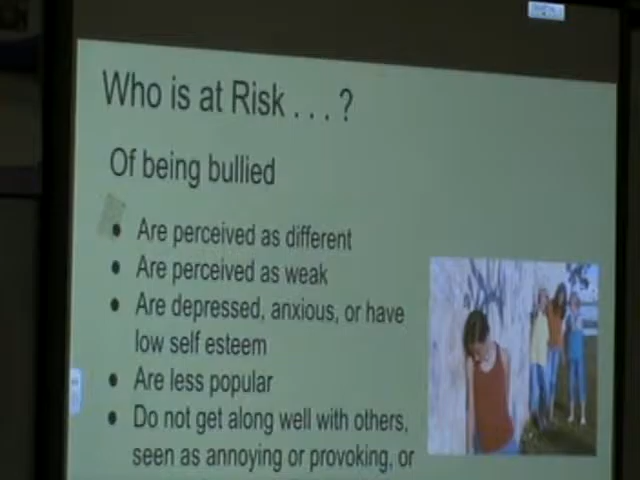 Who is at Risk . . . ?
Of being bullied
• Are perceived as different
• Are perceived as weak
• Are depressed, anxious, or have
low self esteem
• Are less popular
• Do not get along well with others,
seen as annoying or provoking, or